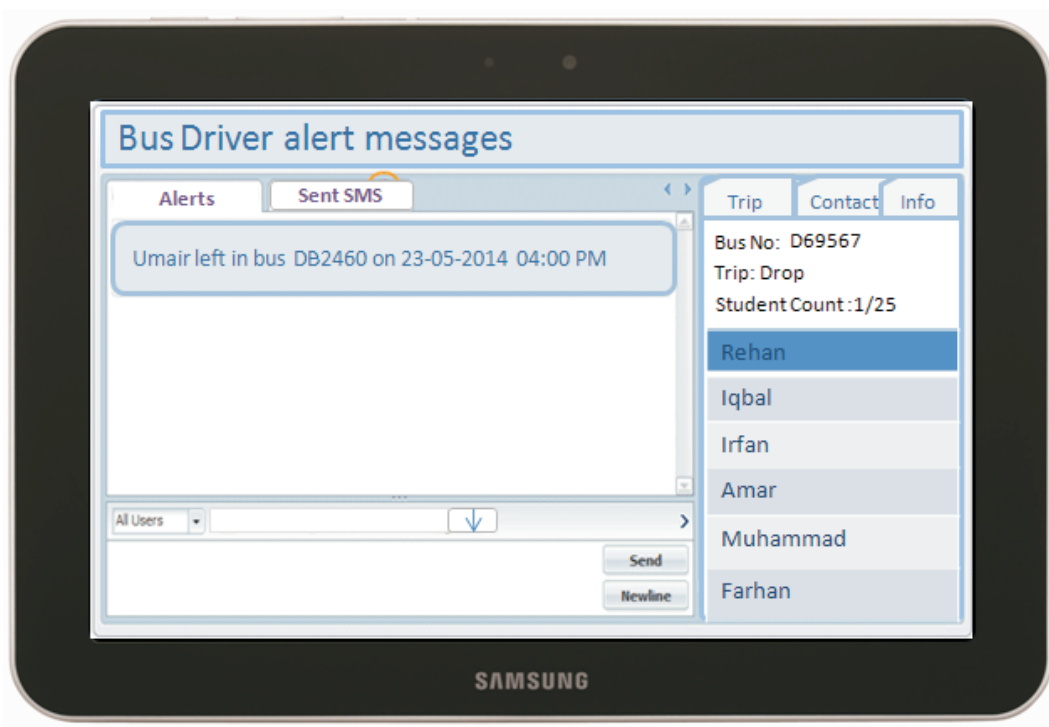 Bus Driver alert messages
Alerts
Sent SMS
Umair left in bus DB2460 on 23-05-2014 04:00 PM
All Users
Send
Newline
Trip
Contact
Info
Bus No: D69567
Trip: Drop
Student Count :1/25
Rehan
Iqbal
Irfan
Amar
Muhammad
Farhan
SAMSUNG